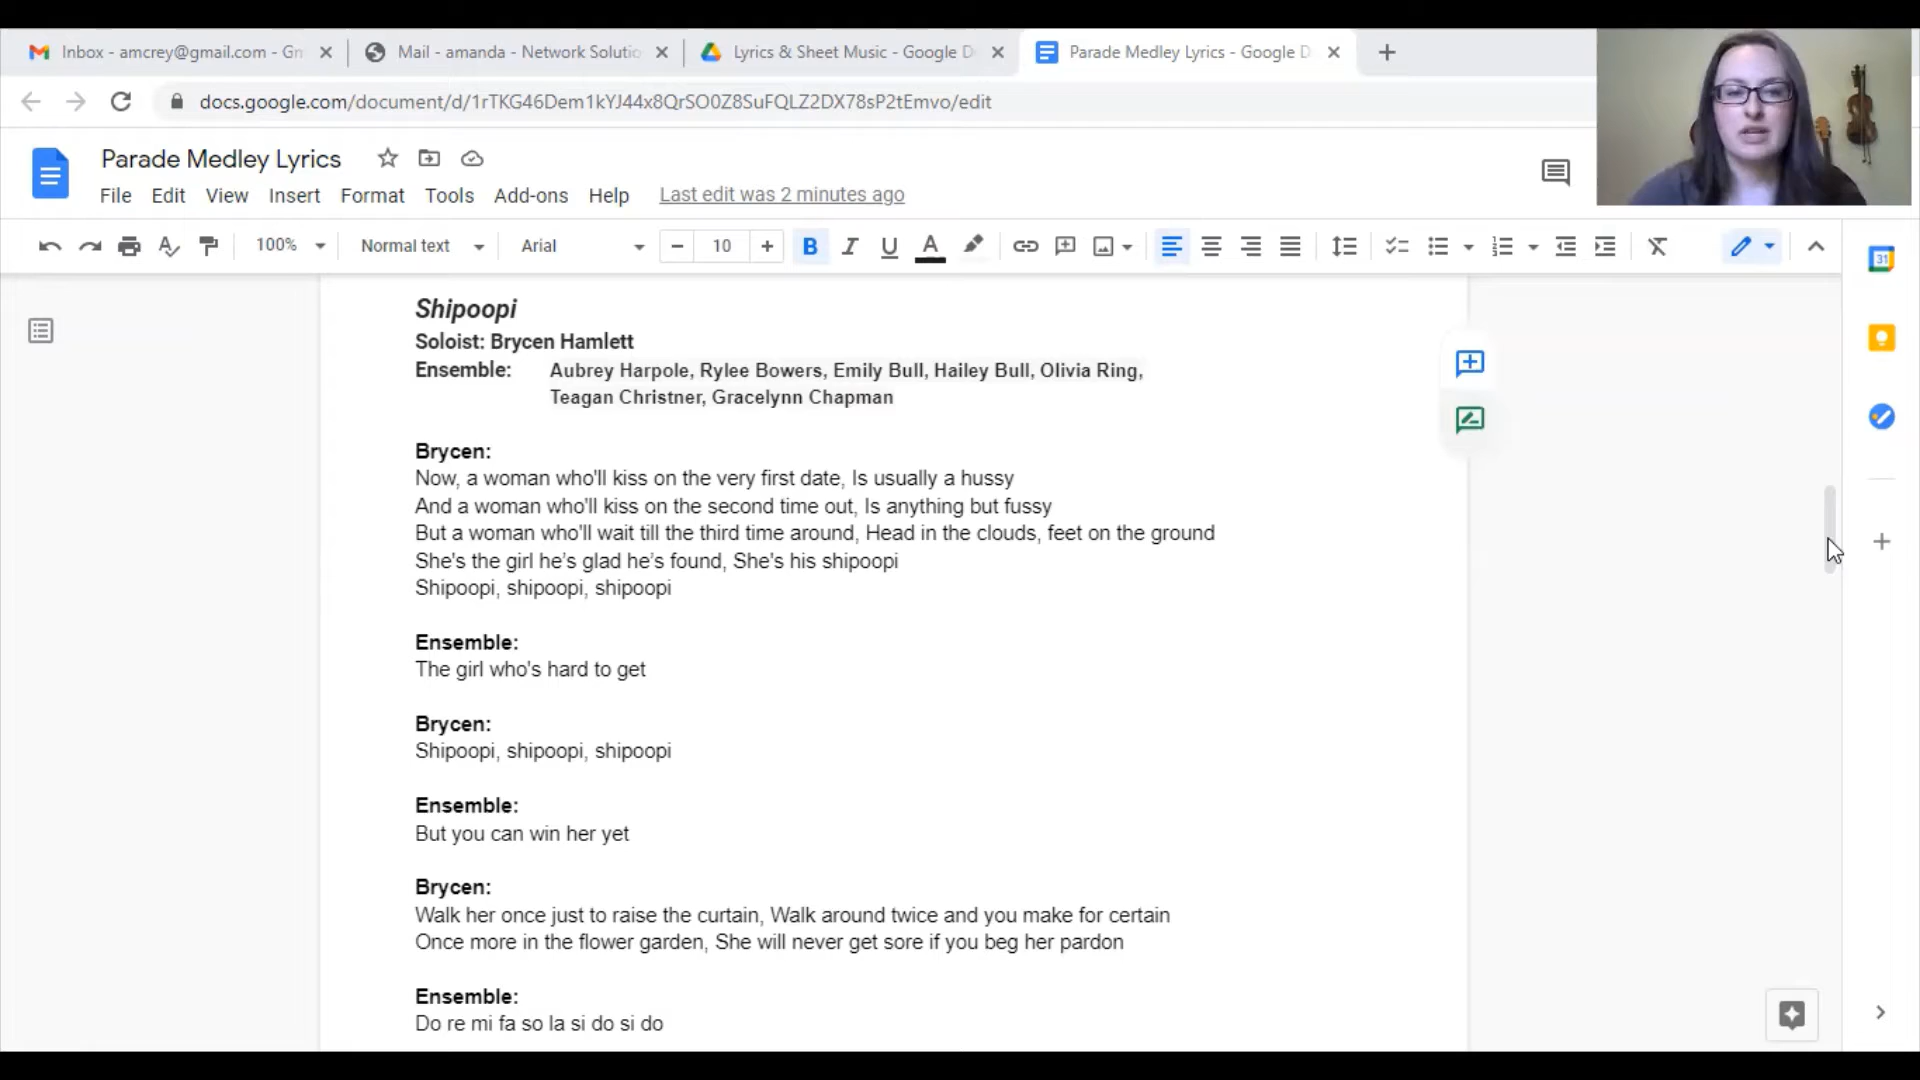 Inbox - amcrey@gmail.com - Gm
Mail - amanda - Network Solutio
Lyrics & Sheet Music - Google D
Parade Medley Lyrics - Google D
docs.google.com/document/d/1rTKG46Dem1kYJ44x8QrSO0Z8SuFQLZ2DX78sP2tEmvo/edit
Parade Medley Lyrics
File Edit View Insert Format Tools Add-ons Help Last edit was 2 minutes ago
100% Normal text Arial 10 B I U A
31
Shipoopi
Soloist: Brycen Hamlett
Ensemble: Aubrey Harpole, Rylee Bowers, Emily Bull, Hailey Bull, Olivia Ring,
Teagan Christner, Gracelynn Chapman
Brycen:
Now, a woman who'll kiss on the very first date, Is usually a hussy
And a woman who'll kiss on the second time out, Is anything but fussy
But a woman who'll wait till the third time around, Head in the clouds, feet on the ground
She's the girl he's glad he’s found, She's his shipoopi
Shipoopi, shipoopi, shipoopi
Ensemble:
The girl who's hard to get
Brycen:
Shipoopi, shipoopi, shipoopi
Ensemble:
But you can win her yet
Brycen:
Walk her once just to raise the curtain, Walk around twice and you make for certain
Once more in the flower garden, She will never get sore if you beg her pardon
Ensemble:
Do re mi fa so la si do si do